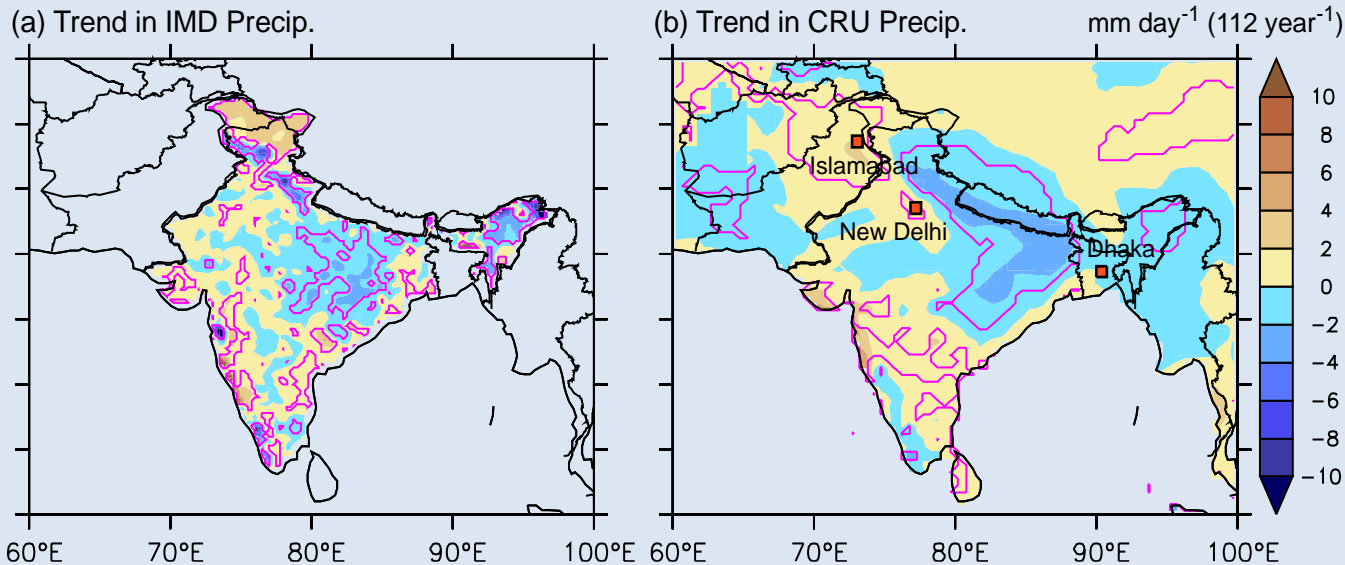 (a) Trend in IMD Precip.
(b) Trend in CRU Precip.
mm day⁻¹ (112 year⁻¹)
Islamabad
New Delhi
Dhaka
10
8
6
4
2
0
−2
−4
−6
−8
−10
60°E 70°E 80°E 90°E 100°E
60°E 70°E 80°E 90°E 100°E